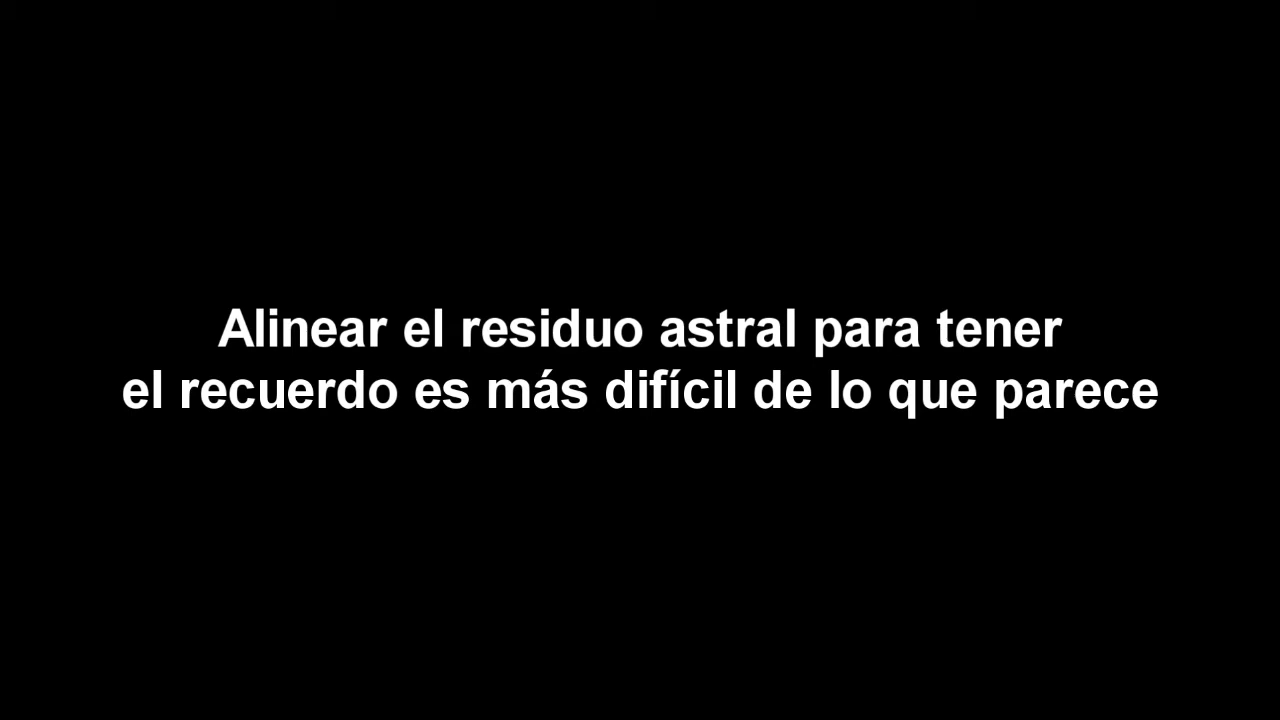 Alinear el residuo astral para tener
el recuerdo es más difícil de lo que parece